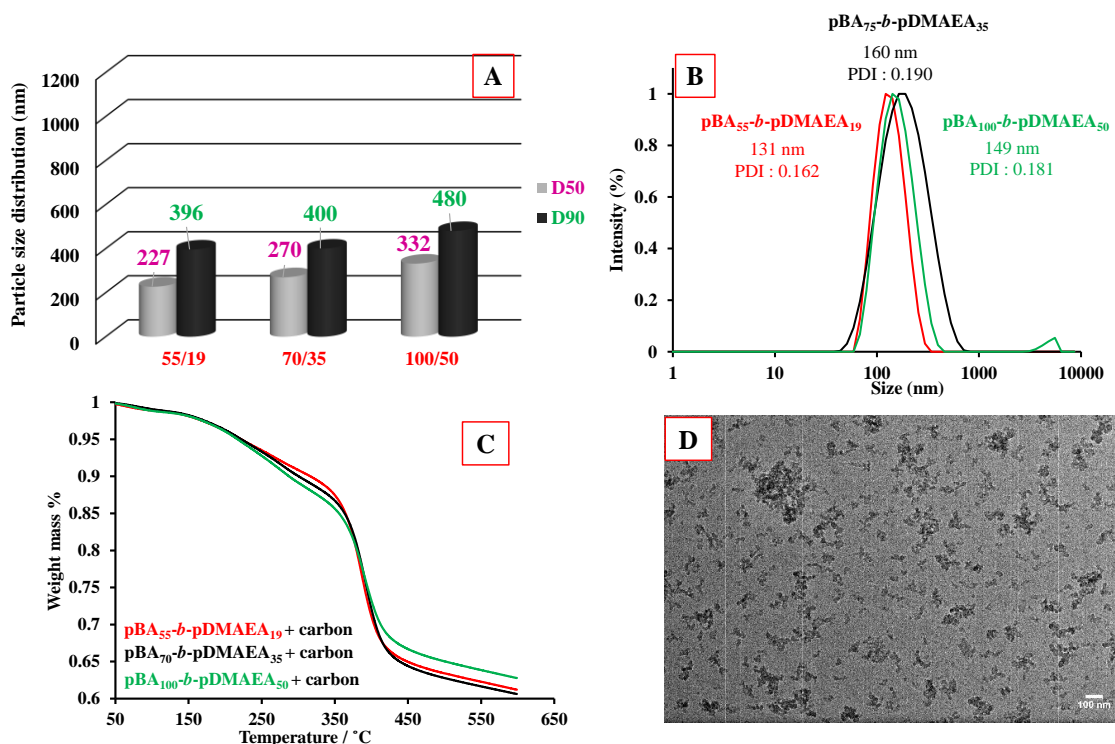 A
Particle size distribution (nm)
1200
1000
800
600
400
200
0
227
396
270
400
332
480
55/19
70/35
100/50
D50
D90
B
pBA75-b-pDMAEA35
160 nm
PDI : 0.190
pBA55-b-pDMAEA19
131 nm
PDI : 0.162
pBA100-b-pDMAEA50
149 nm
PDI : 0.181
Intensity (%)
1
0.8
0.6
0.4
0.2
0
1
10
100
1000
10000
Size (nm)
C
Weight mass %
1
0.95
0.9
0.85
0.8
0.75
0.7
0.65
0.6
pBA55-b-pDMAEA19 + carbon
pBA70-b-pDMAEA35 + carbon
pBA100-b-pDMAEA50 + carbon
50
150
250
350
450
550
650
Temperature / ˚C
D
100 nm